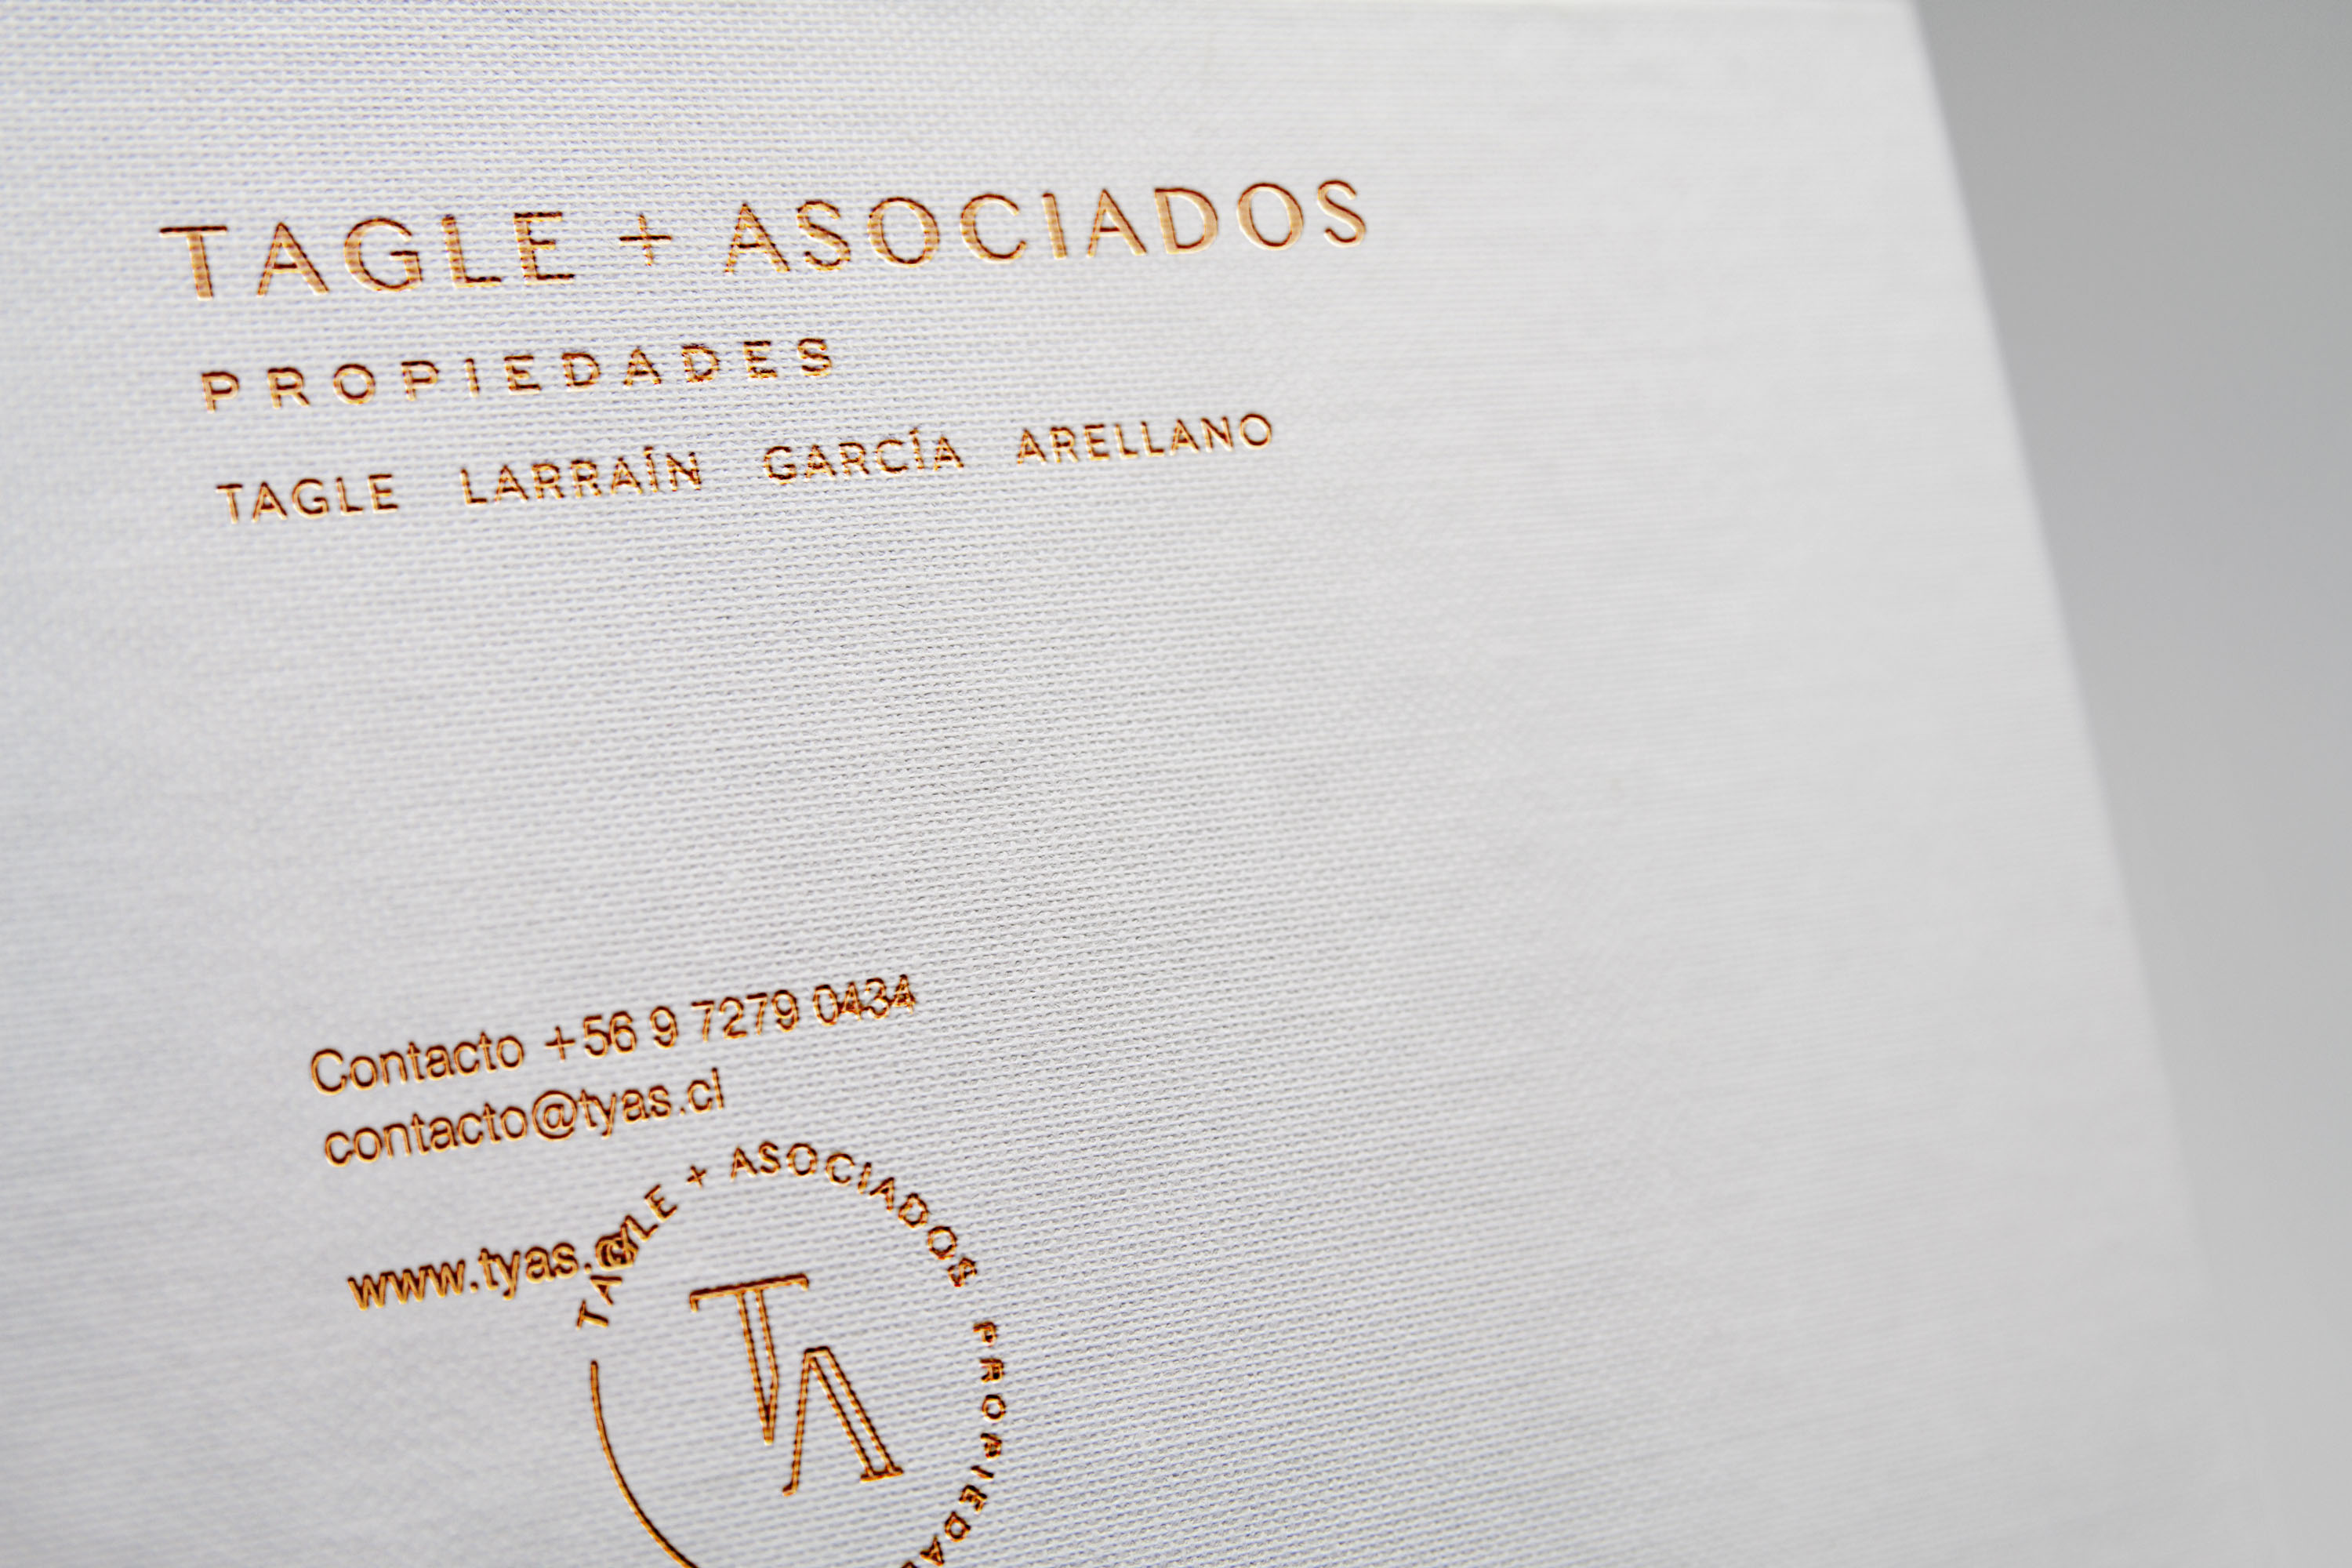 TAGLE + ASOCIADOS
PROPIEDADES
TAGLE LARRAÍN GARCÍA ARELLANO
Contacto +56 9 7279 0434
contacto@tyas.cl
www.tyas.cl
TAGLE + ASOCIADOS
TA